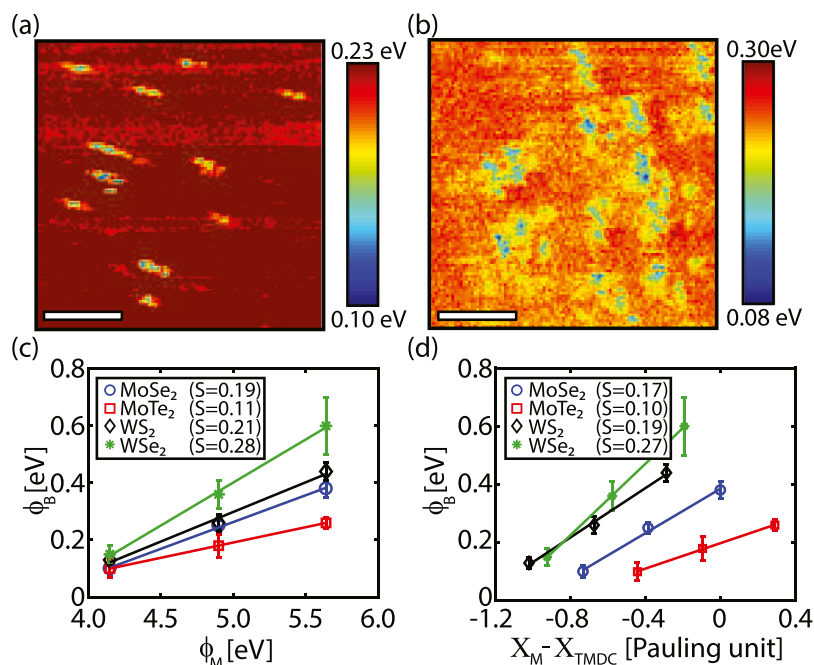 (a)
0.23 eV
0.10 eV
(b)
0.30eV
0.08 eV
(c)
0.8
0.6
0.4
0.2
0
ϕB[eV]
MoSe₂ (S=0.19)
MoTe₂ (S=0.11)
WS₂ (S=0.21)
WSe₂ (S=0.28)
4.0 4.5 5.0 5.5 6.0
ϕM[eV]
(d)
0.8
0.6
0.4
0.2
0
ϕB[eV]
MoSe₂ (S=0.17)
MoTe₂ (S=0.10)
WS₂ (S=0.19)
WSe₂ (S=0.27)
-1.2 -0.8 -0.4 0.0 0.4
XM-XTMDC [Pauling unit]